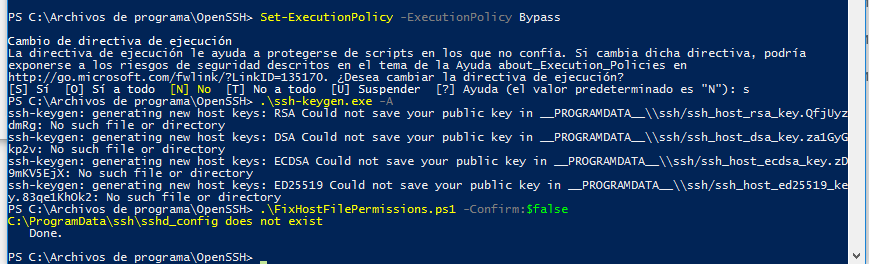 PS C:\Archivos de programa\OpenSSH> Set-ExecutionPolicy -ExecutionPolicy Bypass
Cambio de directiva de ejecución
La directiva de ejecución le ayuda a protegerse de scripts en los que no confía. Si cambia dicha directiva, podría
exponerse a los riesgos de seguridad descritos en el tema de la Ayuda about_Execution_Policies en
http://go.microsoft.com/fwlink/?LinkID=135170. ¿Desea cambiar la directiva de ejecución?
[S] Sí  [O] Sí a todo  [N] No  [T] No a todo  [U] Suspender  [?] Ayuda (el valor predeterminado es "N"): s
PS C:\Archivos de programa\OpenSSH> .\ssh-keygen.exe -A
ssh-keygen: generating new host keys: RSA Could not save your public key in __PROGRAMDATA__\\ssh/ssh_host_rsa_key.QfjUyz
dmRg: No such file or directory
ssh-keygen: generating new host keys: DSA Could not save your public key in __PROGRAMDATA__\\ssh/ssh_host_dsa_key.za1GyG
kp2v: No such file or directory
ssh-keygen: generating new host keys: ECDSA Could not save your public key in __PROGRAMDATA__\\ssh/ssh_host_ecdsa_key.zD
9mKV5EjX: No such file or directory
ssh-keygen: generating new host keys: ED25519 Could not save your public key in __PROGRAMDATA__\\ssh/ssh_host_ed25519_ke
y.83qe1KhOk2: No such file or directory
PS C:\Archivos de programa\OpenSSH> .\FixHostFilePermissions.ps1 -Confirm:$false
C:\ProgramData\ssh\sshd_config does not exist
Done.
PS C:\Archivos de programa\OpenSSH>